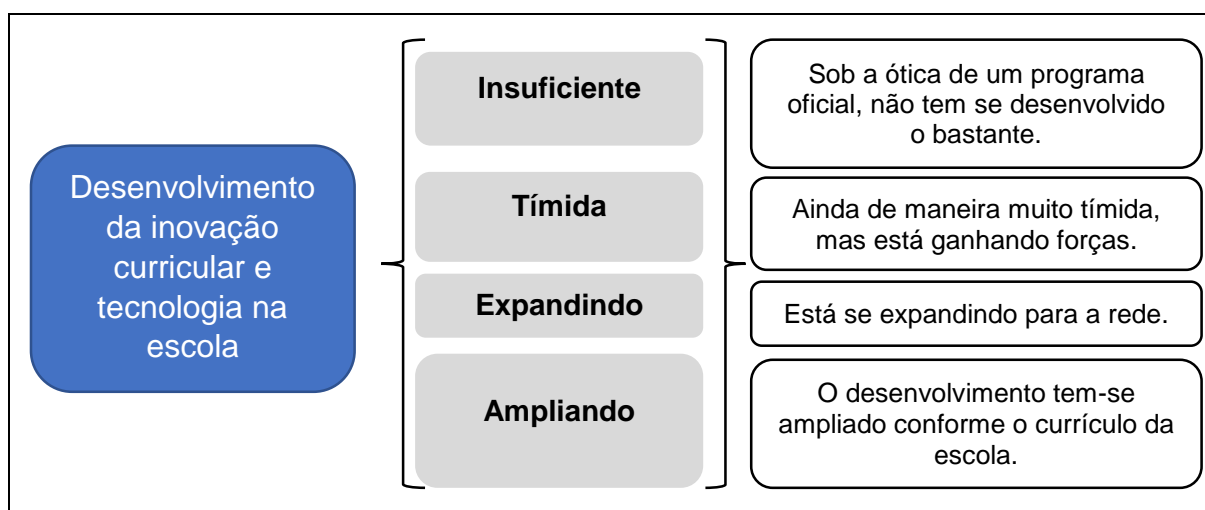 Desenvolvimento
da inovação
curricular e
tecnologia na
escola
Insuficiente
Sob a ótica de um programa
oficial, não tem se desenvolvido
o bastante.
Tímida
Ainda de maneira muito tímida,
mas está ganhando forças.
Expandindo
Está se expandindo para a rede.
Ampliando
O desenvolvimento tem-se
ampliado conforme o currículo da
escola.